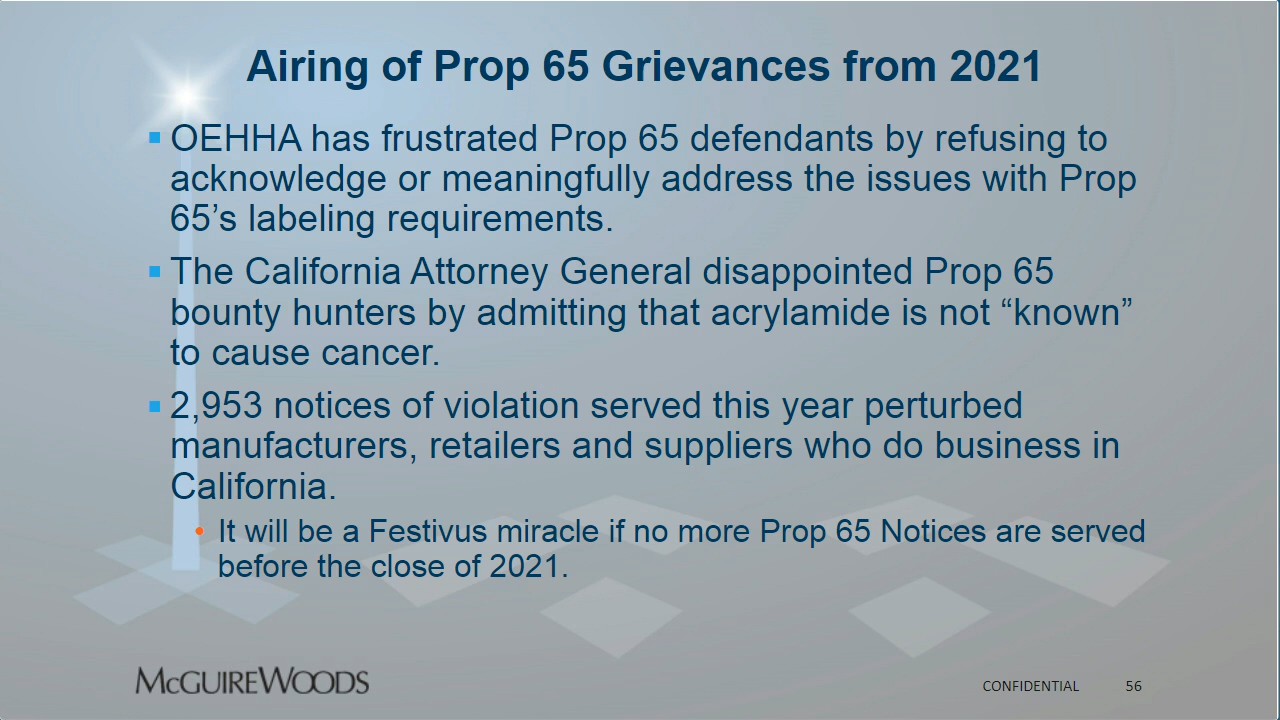 Airing of Prop 65 Grievances from 2021
▪ OEHHA has frustrated Prop 65 defendants by refusing to
acknowledge or meaningfully address the issues with Prop
65’s labeling requirements.
▪ The California Attorney General disappointed Prop 65
bounty hunters by admitting that acrylamide is not “known”
to cause cancer.
▪ 2,953 notices of violation served this year perturbed
manufacturers, retailers and suppliers who do business in
California.
• It will be a Festivus miracle if no more Prop 65 Notices are served
before the close of 2021.
McGuireWoods
CONFIDENTIAL 56